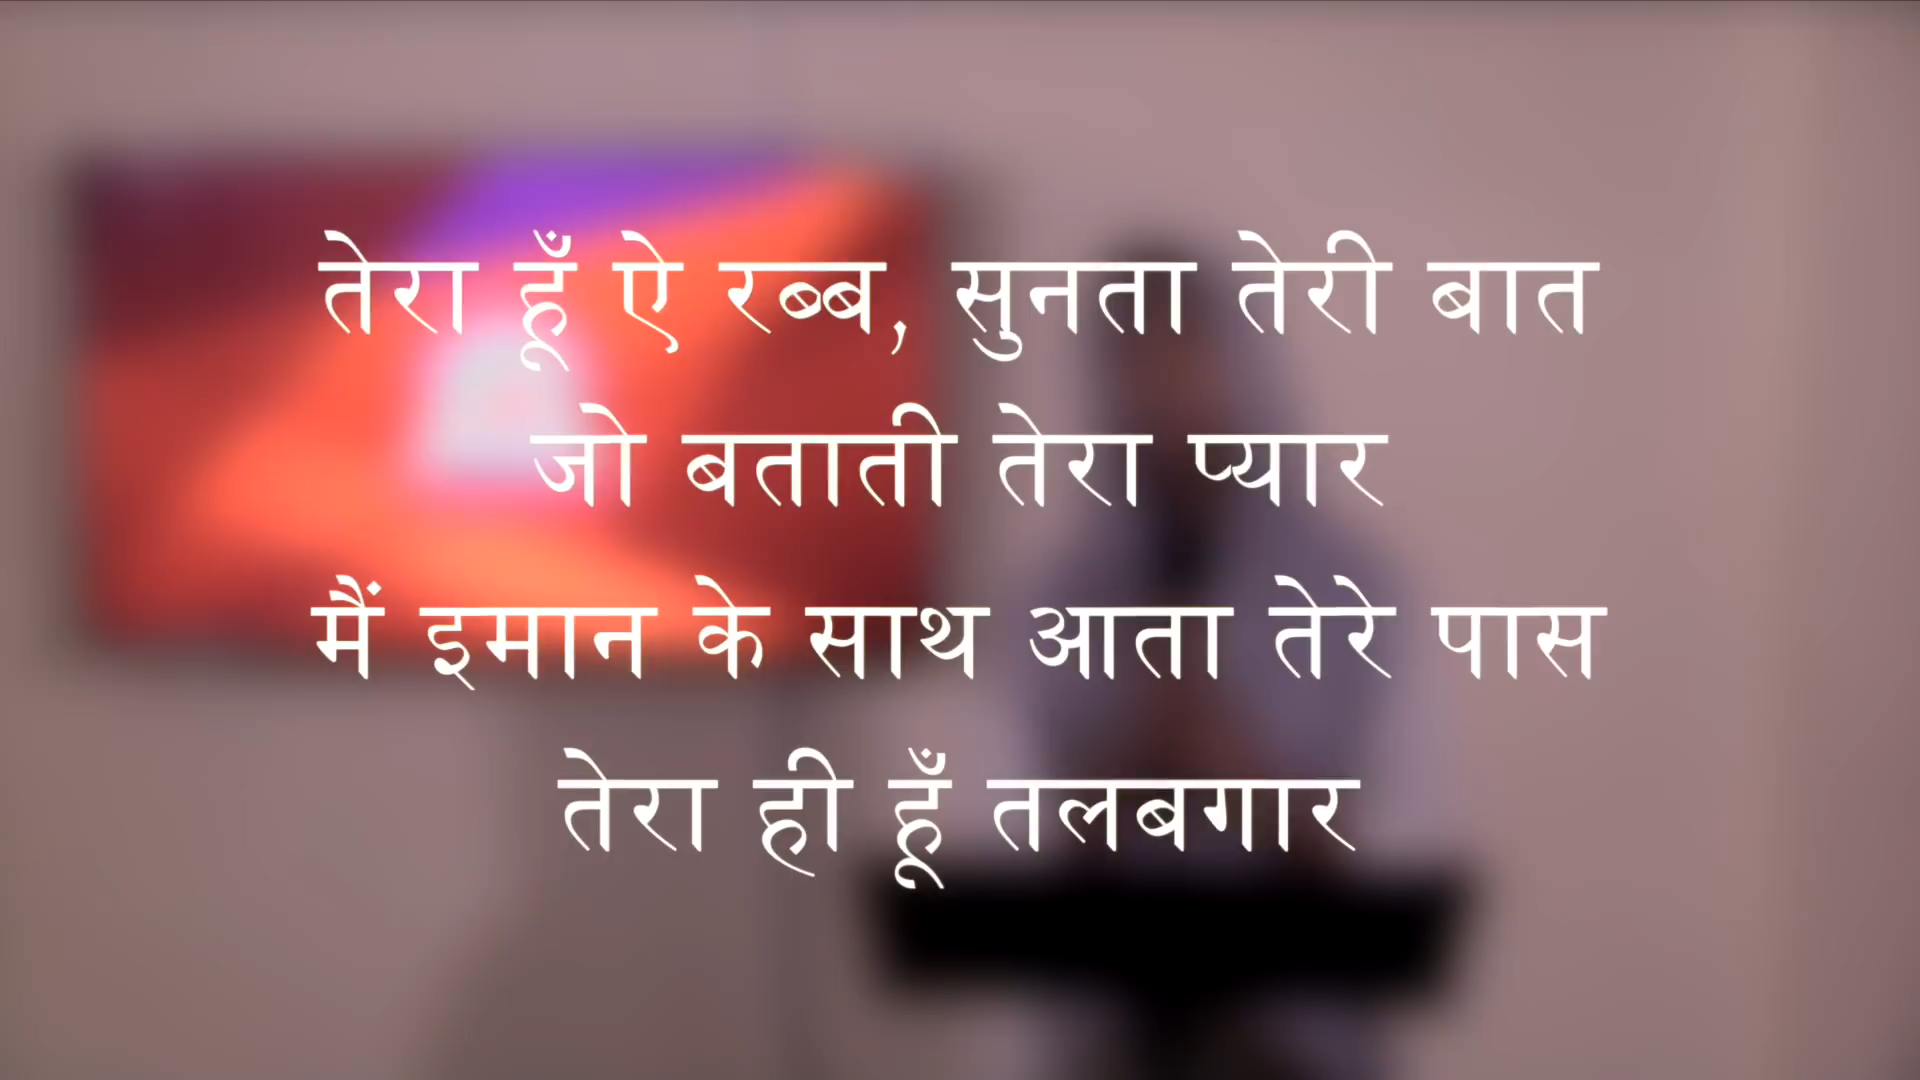 तेरा हूँ ऐ रब्ब, सुनता तेरी बात
जो बताती तेरा प्यार
मैं इमान के साथ आता तेरे पास
तेरा ही हूँ तलबगार